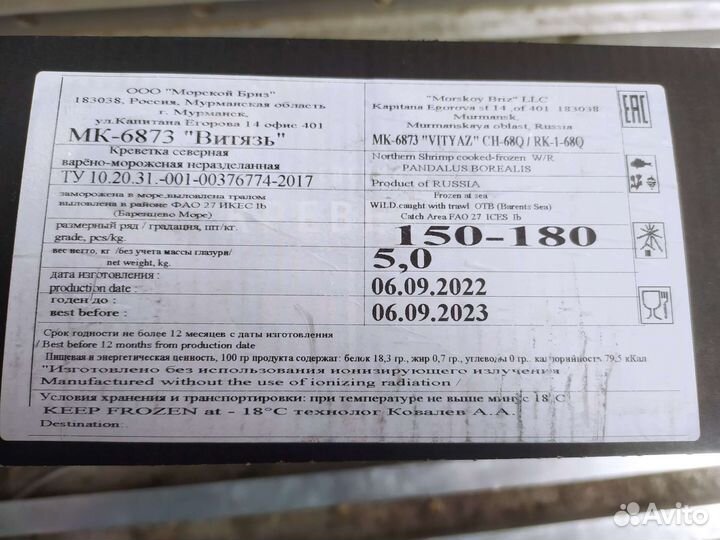 ООО "Морской Бриз"
183038, Россия, Мурманская область
г. Мурманск,
ул.Капитана Егорова 14 офис 401
МК-6873 "Витязь"
Креветка северная
варёно-мороженая неразделанная
ТУ 10.20.31.-001-00376774-2017
заморожена в море,выловлена тралом
выловлена в районе ФАО 27 ИКЕС Ib
(Баренцево Море)
размерный ряд / градация, шт/кг.
grade, pcs/kg.
вес нетто, кг /без учета массы глазури/
net weight, kg.
дата изготовления:
production date :
годен до :
best before :
"Morskoy Briz" LLC
Kapitana Egorova st 14 ,of 401 183038
Murmansk,
Murmanskaya oblast, Russia
МК-6873 "VITYAZ" CH-68Q / RK-1-68Q
Northern Shrimp cooked-frozen W/R
PANDALUS BOREALIS
Product of RUSSIA
Frozen at sea
WiLD.caught with trawl OTB (Barents Sea)
Catch Area FAO 27 ICES Ib
150-180
5,0
06.09.2022
06.09.2023
EAC
Срок годности не более 12 месяцев с даты изготовления
/ Best before 12 months from production date
Пищевая и энергетическая ценность, 100 гр продукта содержат: белок 18,3 гр., жир 0,7 гр., углеводы 0 гр., калорийность 79,5 кКал
"Изготовлено без использования ионизирующего излучения
Manufactured without the use of ionizing radiation /
Условия хранения и транспортировки: при температуре не выше минус 18°С
KEEP FROZEN at - 18°C технолог Ковалев А.А.
Destination:
Avito